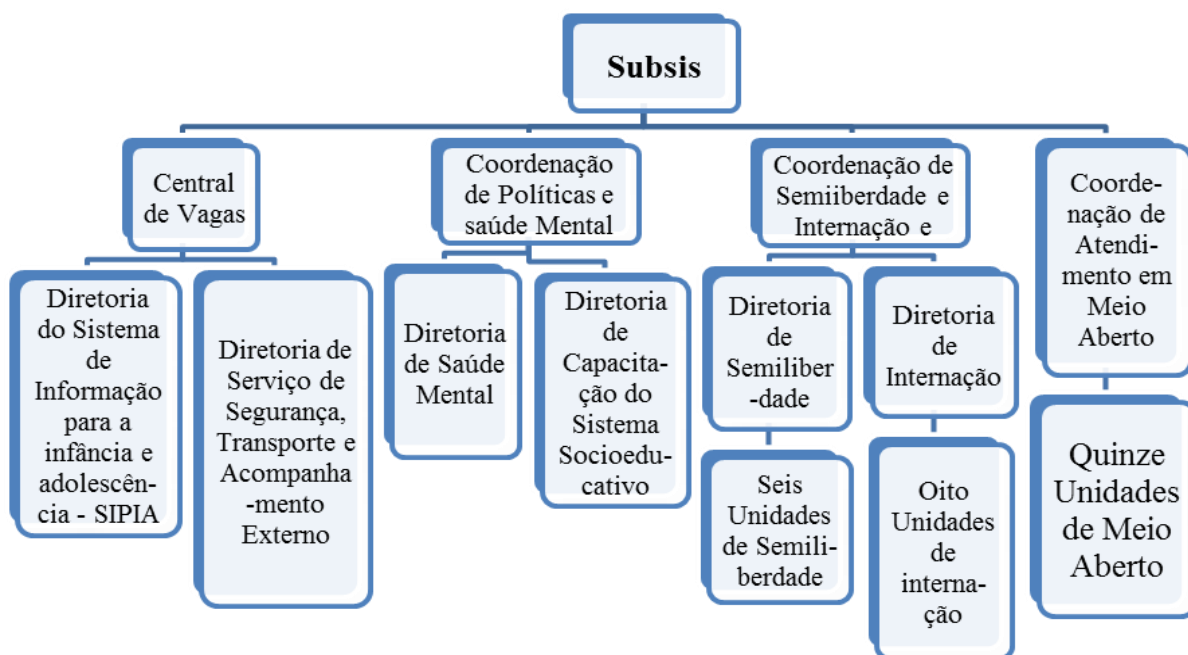 Subsis
Central
de Vagas
Coordenação
de Políticas e
saúde Mental
Coordenação de
Semiiberdade e
Internação e
Coorde-
nação de
Atendi-
mento em
Meio
Aberto
Diretoria
do Sistema
de
Informação
para a
infância e
adolescên-
cia - SIPIA
Diretoria de
Serviço de
Segurança,
Transporte e
Acompanha
-mento
Externo
Diretoria
de Saúde
Mental
Diretoria
de
Capacita-
ção do
Sistema
Socioedu-
cativo
Diretoria
de
Semiliber
-dade
Diretoria
de
Internação
Seis
Unidades
de Semili-
berdade
Oito
Unidades
de
interna-
ção
Quinze
Unidades
de Meio
Aberto